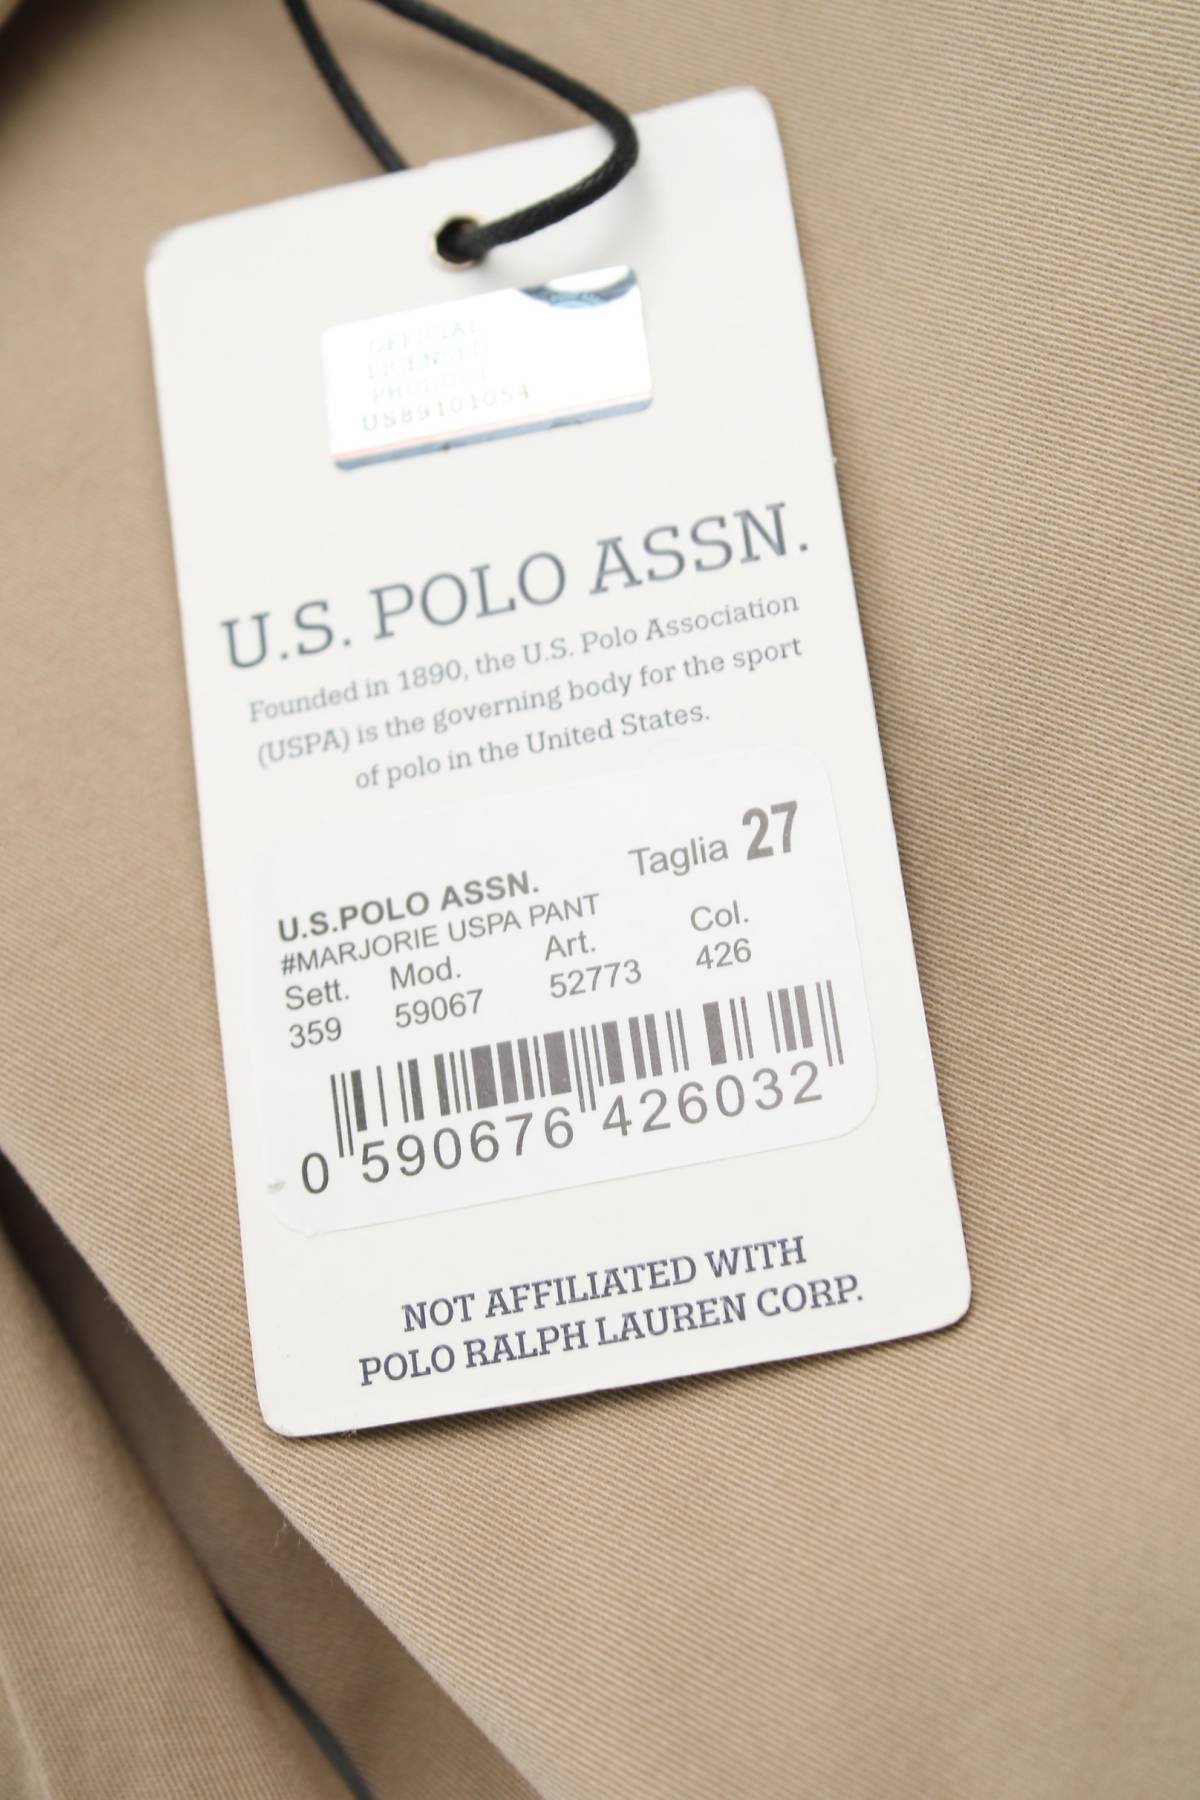 OFFICIAL
LICENSED
PRODUCT
US89101054
U.S. POLO ASSN.
Founded in 1890, the U.S. Polo Association
(USPA) is the governing body for the sport
of polo in the United States.
Taglia 27
U.S.POLO ASSN.
#MARJORIE USPA PANT
Sett. Mod. Art. Col.
359 59067 52773 426
0 590676 426032
NOT AFFILIATED WITH
POLO RALPH LAUREN CORP.